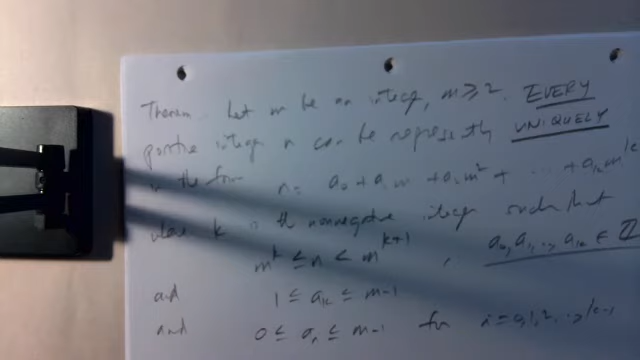 Theorem. Let m be an integer, m ≥ 2. EVERY
positive integer n can be represented UNIQUELY
in the form n = a₀ + a₁m + a₂m² + ... + aₖmᵏ
where k is the nonnegative integer such that
mᵏ ≤ n < mᵏ⁺¹, a₀, a₁, ..., aₖ ∈ ℤ
and 1 ≤ aₖ ≤ m-1
and 0 ≤ aᵢ ≤ m-1 for i = 0,1,2,...,k-1